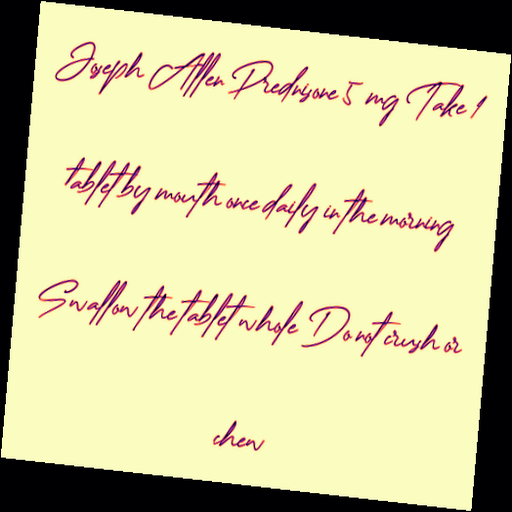 Joseph Allen Prednisone 5 mg Take 1
tablet by mouth once daily in the morning
Swallow the tablet whole Do not crush or
chew